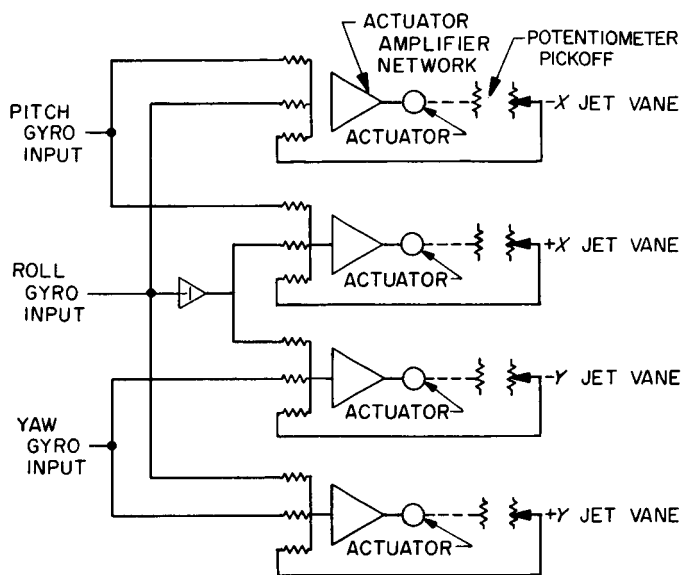 ACTUATOR
AMPLIFIER
NETWORK
POTENTIOMETER
PICKOFF
PITCH
GYRO
INPUT
ACTUATOR
-X JET VANE
ACTUATOR
+X JET VANE
ROLL
GYRO
INPUT
-1
ACTUATOR
-Y JET VANE
YAW
GYRO
INPUT
ACTUATOR
+Y JET VANE